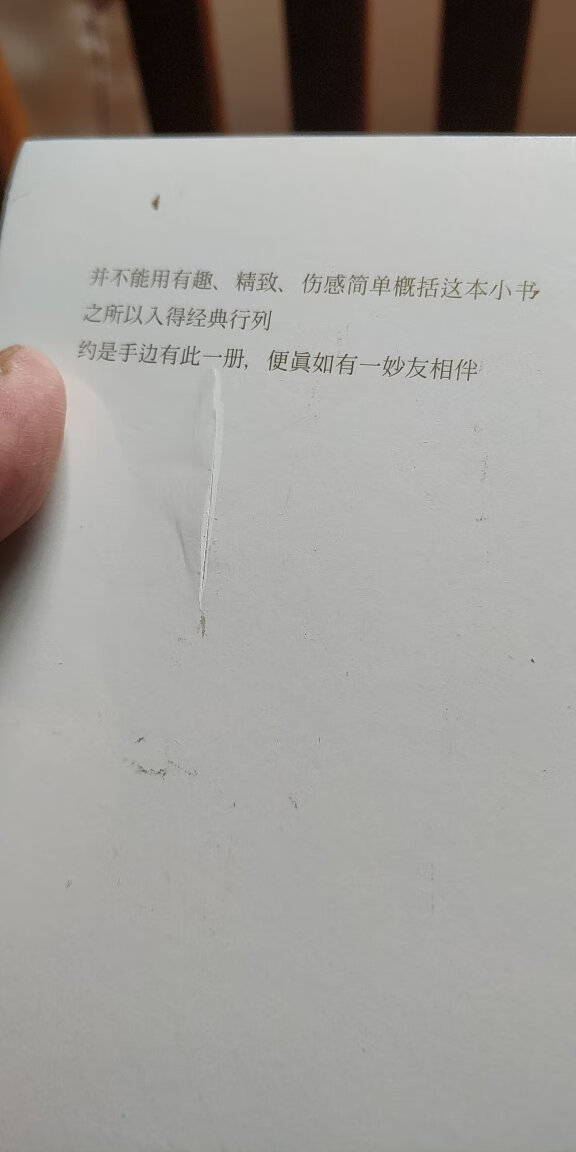 并不能用有趣、精致、伤感简单概括这本小书
之所以入得经典行列
约是手边有此一册，便眞如有一妙友相伴